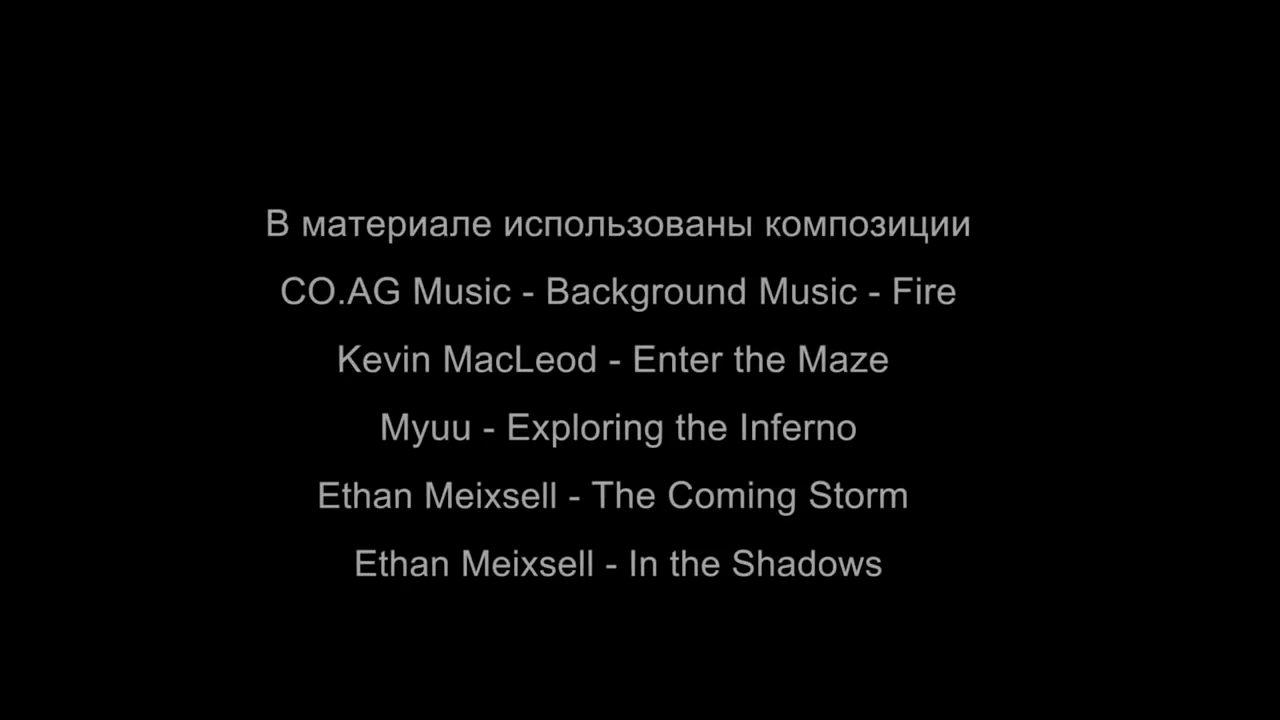 В материале использованы композиции
CO.AG Music - Background Music - Fire
Kevin MacLeod - Enter the Maze
Myuu - Exploring the Inferno
Ethan Meixsell - The Coming Storm
Ethan Meixsell - In the Shadows